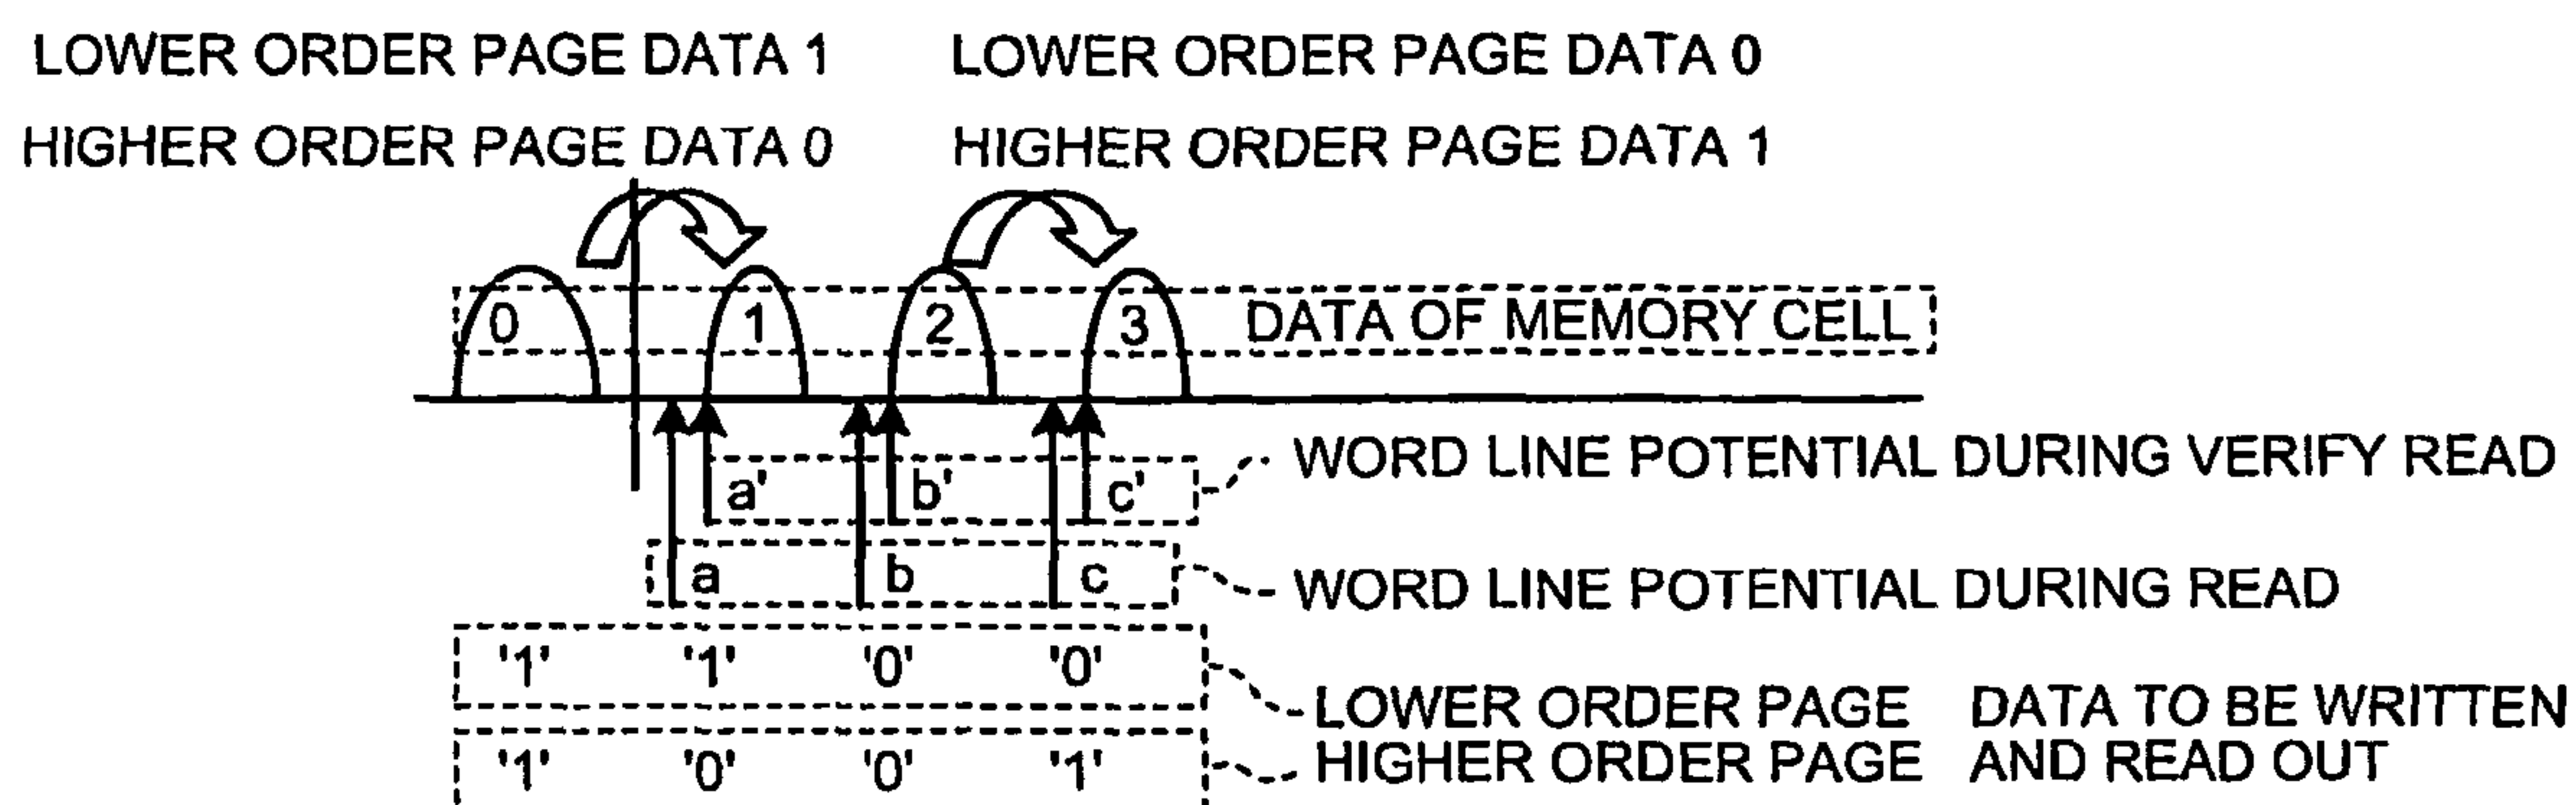 LOWER ORDER PAGE DATA 1 LOWER ORDER PAGE DATA 0
HIGHER ORDER PAGE DATA 0 HIGHER ORDER PAGE DATA 1
0 1 2 3 DATA OF MEMORY CELL
a' b' c' WORD LINE POTENTIAL DURING VERIFY READ
a b c WORD LINE POTENTIAL DURING READ
'1' '1' '0' '0'
LOWER ORDER PAGE DATA TO BE WRITTEN
'1' '0' '0' '1' HIGHER ORDER PAGE AND READ OUT